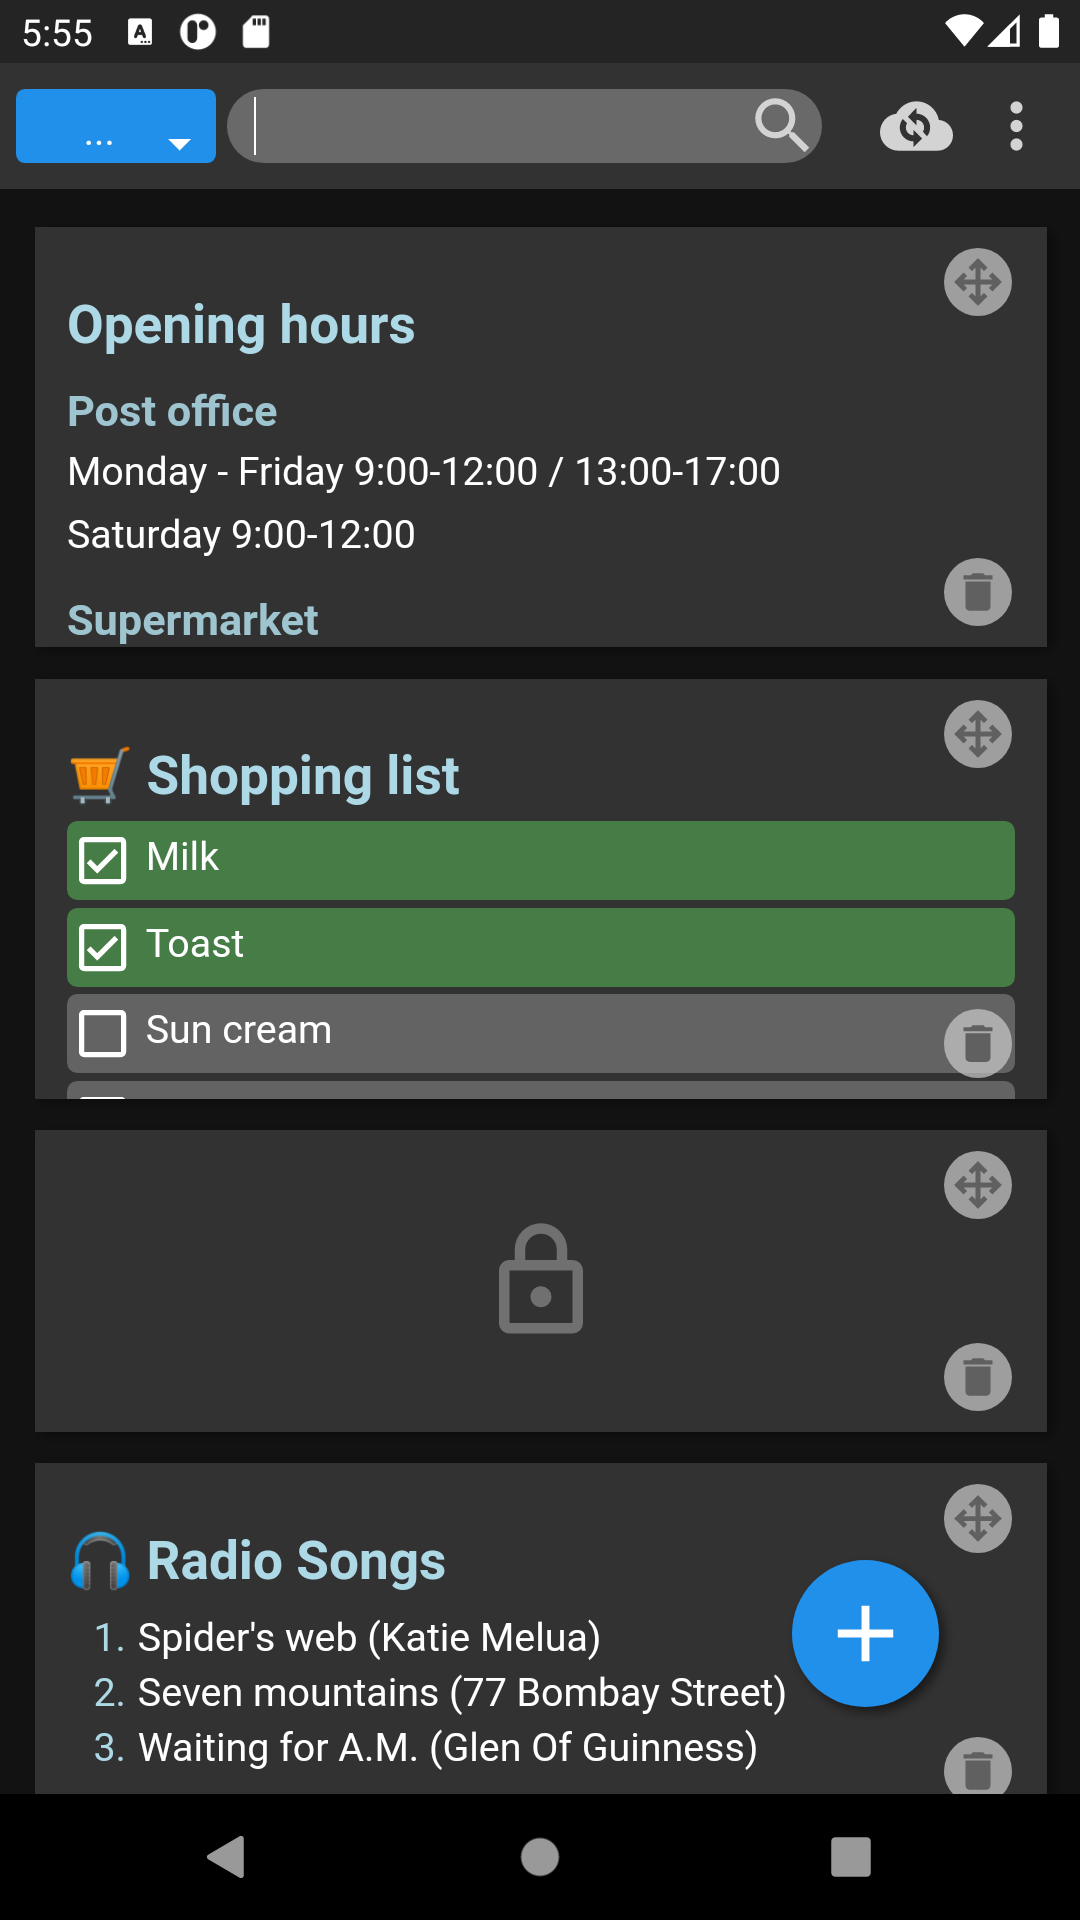 5:55
...
Opening hours
Post office
Monday - Friday 9:00-12:00 / 13:00-17:00
Saturday 9:00-12:00
Supermarket
Shopping list
Milk
Toast
Sun cream
Radio Songs
1. Spider's web (Katie Melua)
2. Seven mountains (77 Bombay Street)
3. Waiting for A.M. (Glen Of Guinness)